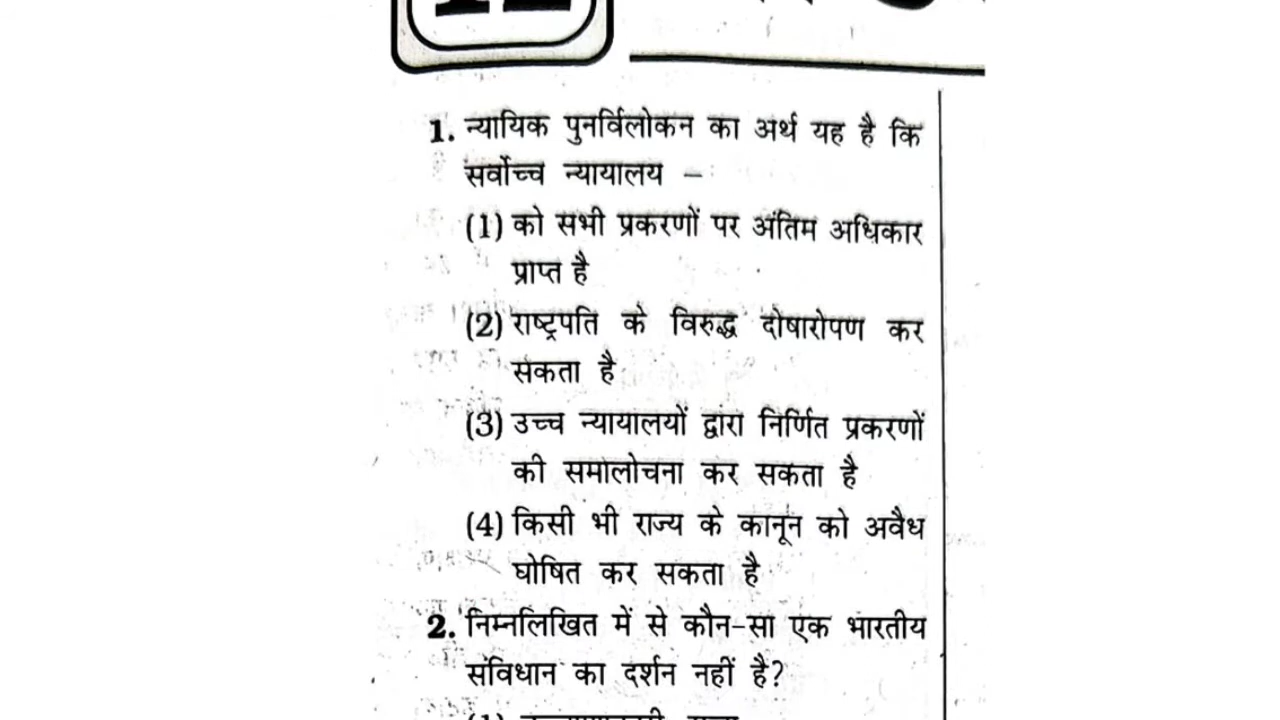 1. न्यायिक पुनर्विलोकन का अर्थ यह है कि
सर्वोच्च न्यायालय –
(1) को सभी प्रकरणों पर अंतिम अधिकार
प्राप्त है
(2) राष्ट्रपति के विरुद्ध दोषारोपण कर
सकता है
(3) उच्च न्यायालयों द्वारा निर्णित प्रकरणों
की समालोचना कर सकता है
(4) किसी भी राज्य के कानून को अवैध
घोषित कर सकता है
2. निम्नलिखित में से कौन-सा एक भारतीय
संविधान का दर्शन नहीं है?